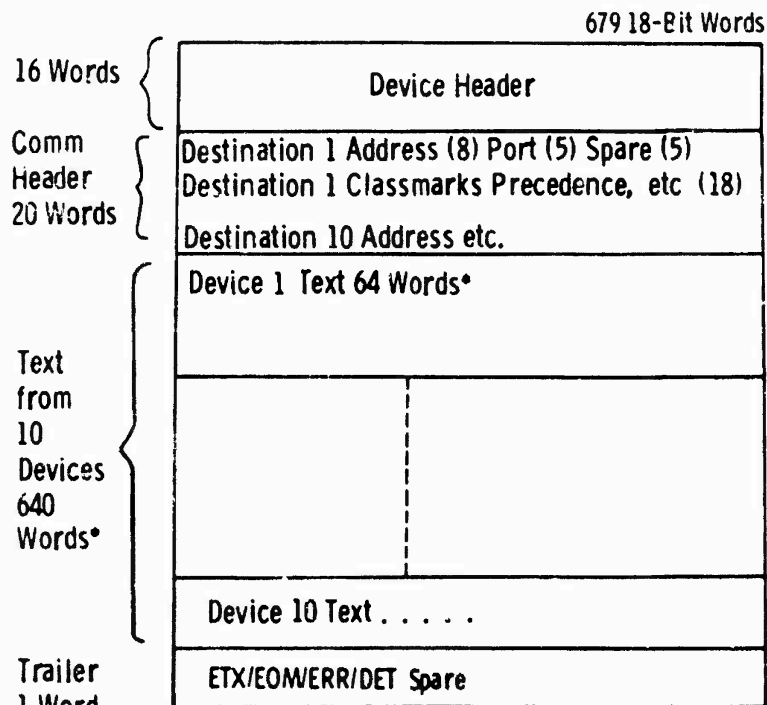 679 18-Bit Words
16 Words
Device Header
Comm
Header
20 Words
Destination 1 Address (8) Port (5) Spare (5)
Destination 1 Classmarks Precedence, etc (18)
Destination 10 Address etc.
Device 1 Text 64 Words*
Text
from
10
Devices
640
Words*
Device 10 Text . . . . .
Trailer
1 Word
ETX/EOM/ERR/DET Spare